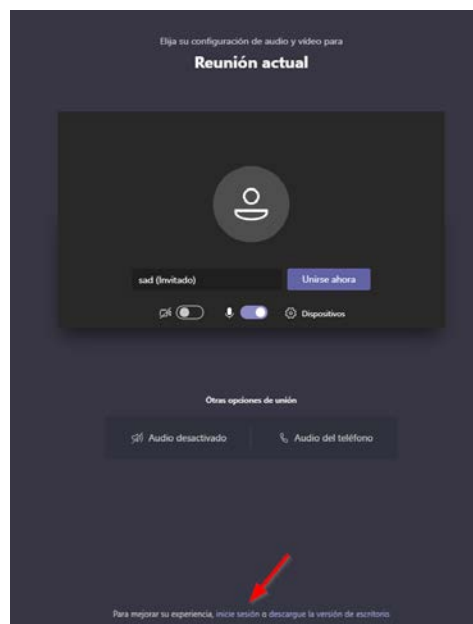 Elija su configuración de audio y vídeo para
Reunión actual
sad (Invitado)
Unirse ahora
Dispositivos
Otras opciones de unión
Audio desactivado
Audio del teléfono
Para mejorar su experiencia, inicie sesión o descargue la versión de escritorio